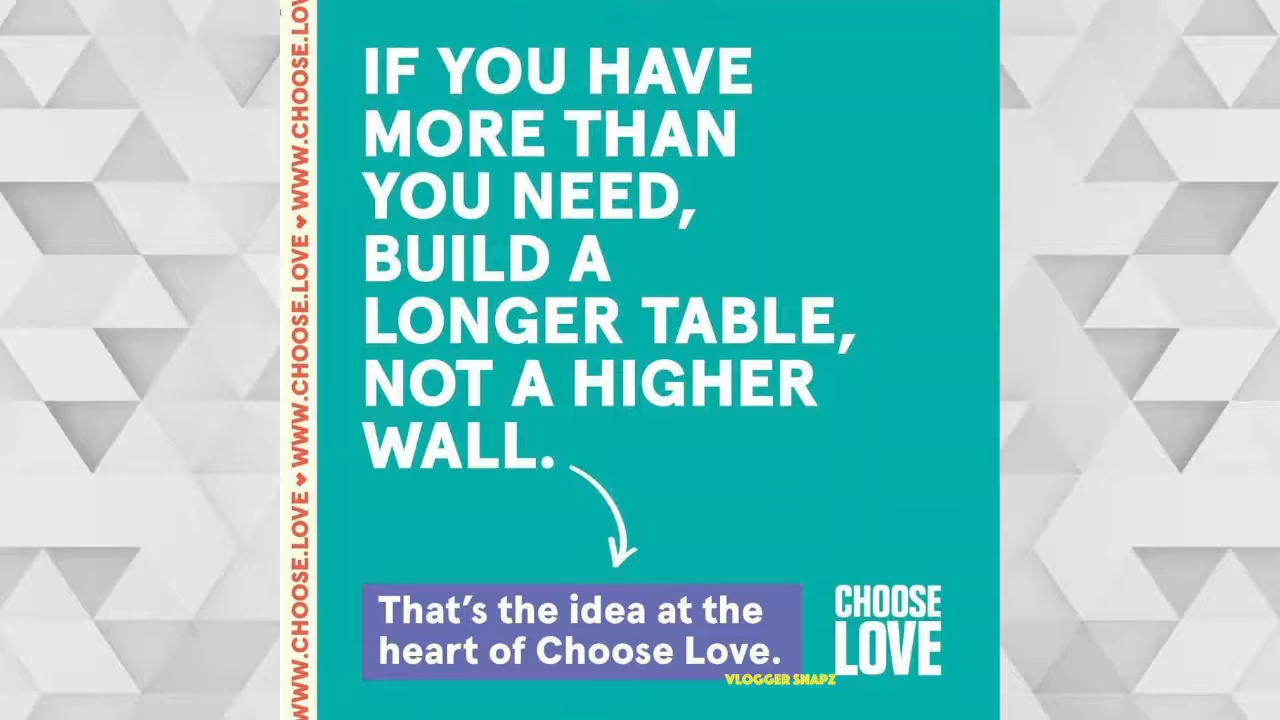 IF YOU HAVE
MORE THAN
YOU NEED,
BUILD A
LONGER TABLE,
NOT A HIGHER
WALL.
That's the idea at the
heart of Choose Love.
CHOOSE
LOVE
VLOGGER SNAPZ
WWW.CHOOSE.LOVE ♥ WWW.CHOOSE.LOVE ♥ WWW.CHOOSE.LOV